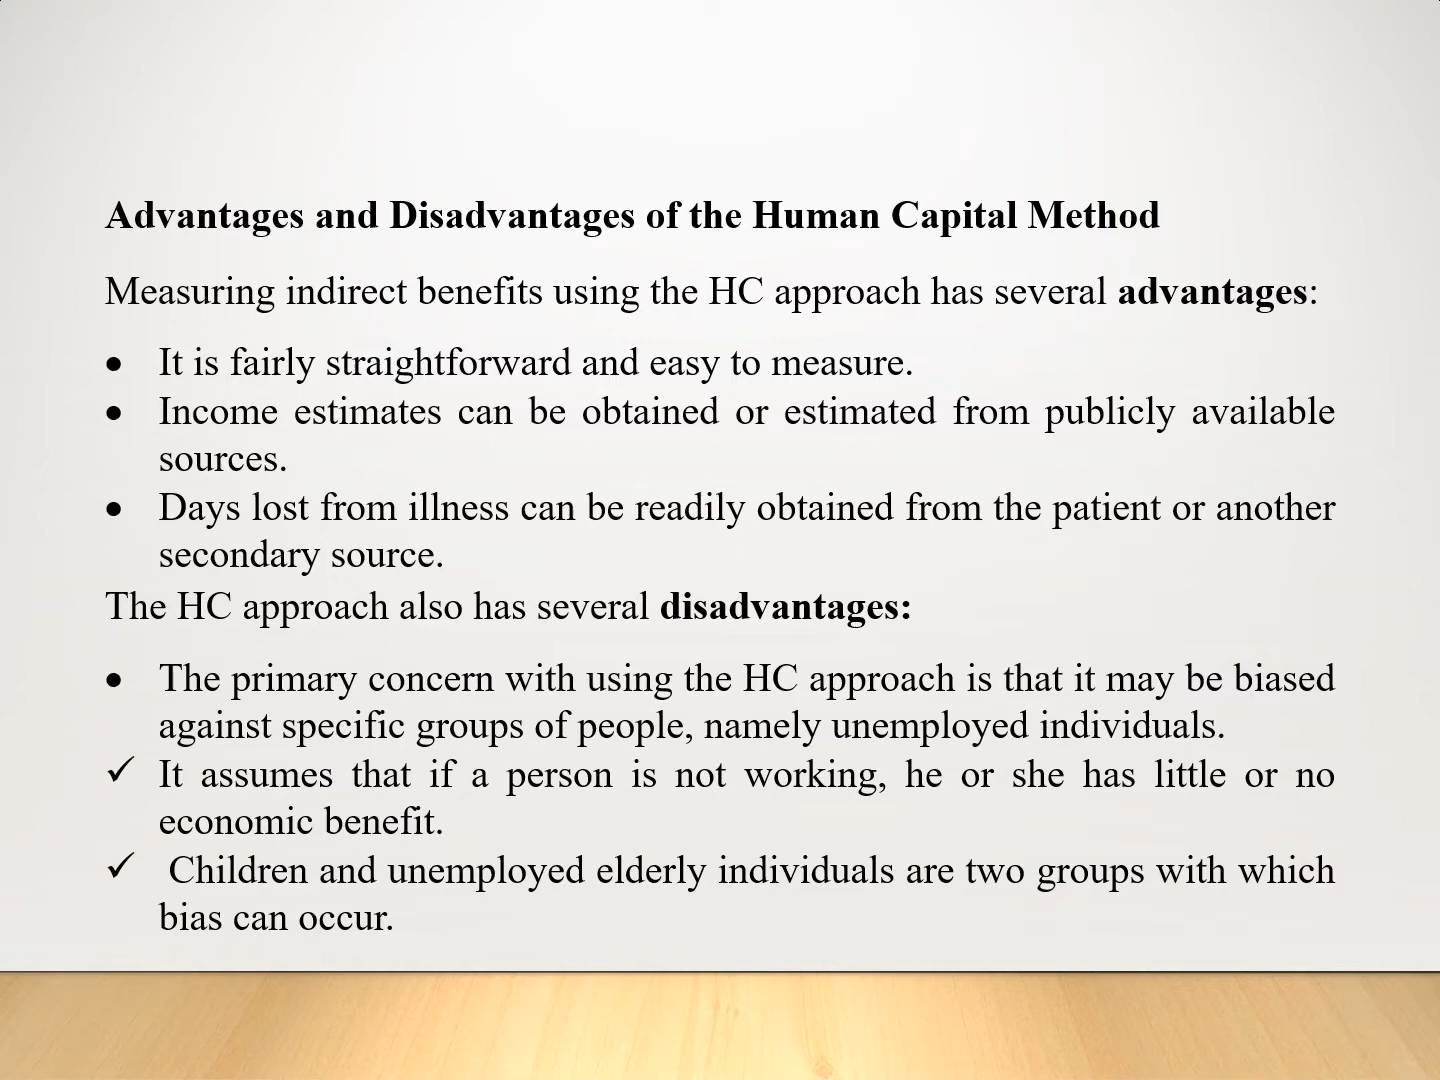 Advantages and Disadvantages of the Human Capital Method
Measuring indirect benefits using the HC approach has several advantages:
• It is fairly straightforward and easy to measure.
• Income estimates can be obtained or estimated from publicly available
sources.
• Days lost from illness can be readily obtained from the patient or another
secondary source.
The HC approach also has several disadvantages:
• The primary concern with using the HC approach is that it may be biased
against specific groups of people, namely unemployed individuals.
✓ It assumes that if a person is not working, he or she has little or no
economic benefit.
✓ Children and unemployed elderly individuals are two groups with which
bias can occur.